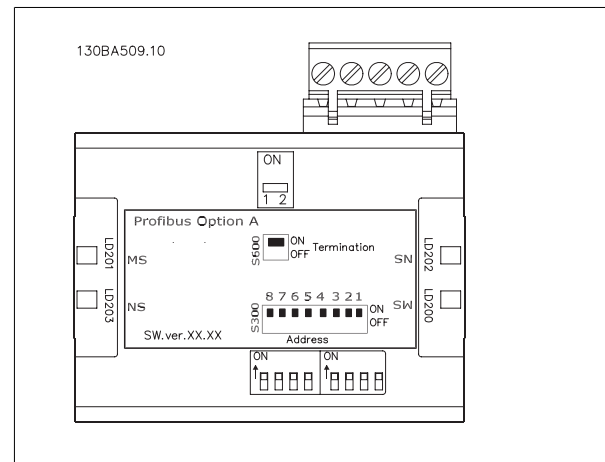 130BA509.10
ON
1 2
Profibus Option A
LD201
MS
S600
ON
OFF
Termination
SN
LD202
LD203
NS
S300
8 7 6 5 4 3 2 1
ON
OFF
SW
LD200
SW.ver.XX.XX
Address
ON
ON